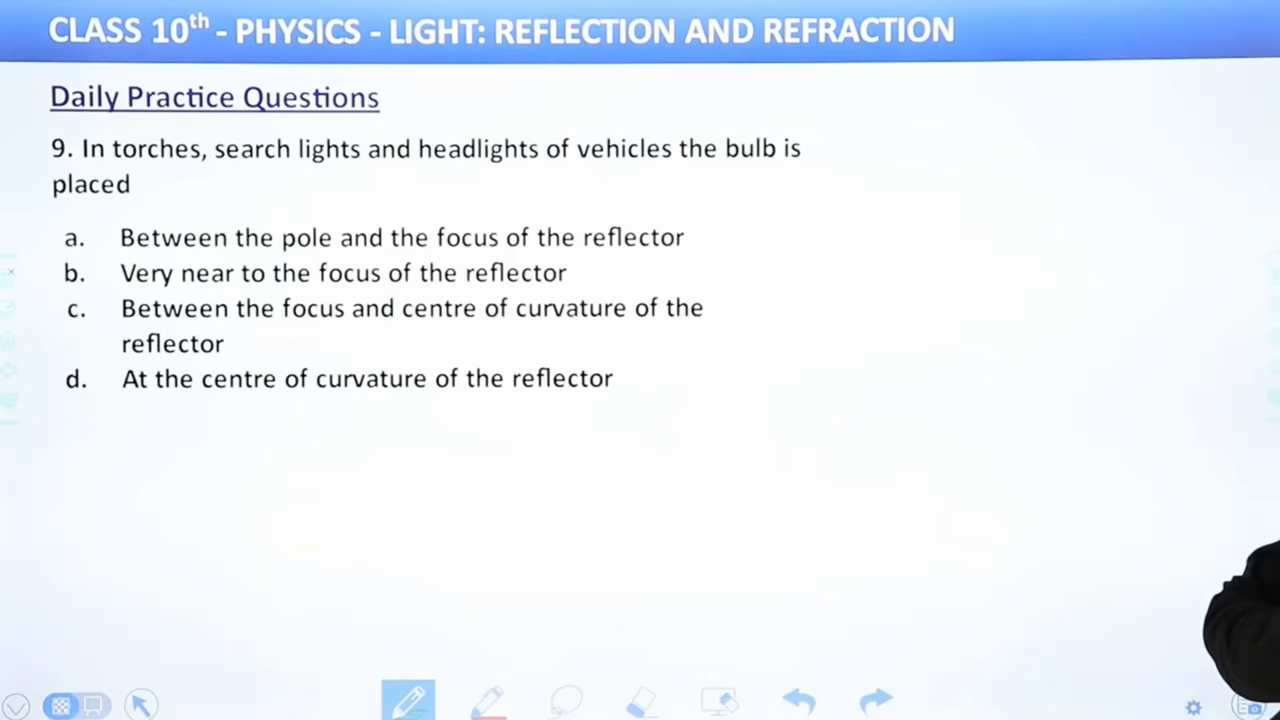 CLASS 10th - PHYSICS - LIGHT: REFLECTION AND REFRACTION
Daily Practice Questions
9. In torches, search lights and headlights of vehicles the bulb is
placed
a. Between the pole and the focus of the reflector
b. Very near to the focus of the reflector
c. Between the focus and centre of curvature of the
reflector
d. At the centre of curvature of the reflector